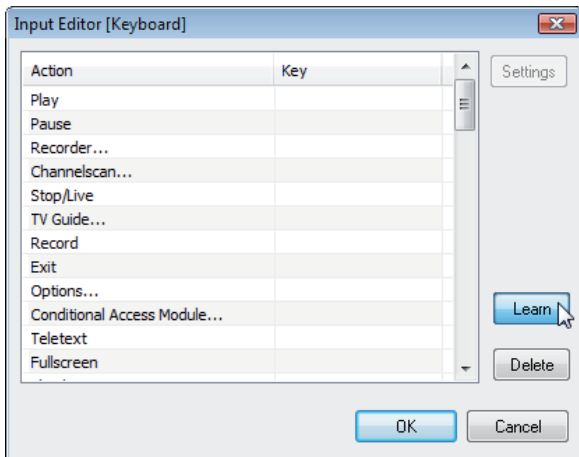 Input Editor [Keyboard]
Action Key
Settings
Play
Pause
Recorder...
Channelscan...
Stop/Live
TV Guide...
Record
Exit
Options...
Conditional Access Module...
Learn
Teletext
Fullscreen
Delete
OK Cancel